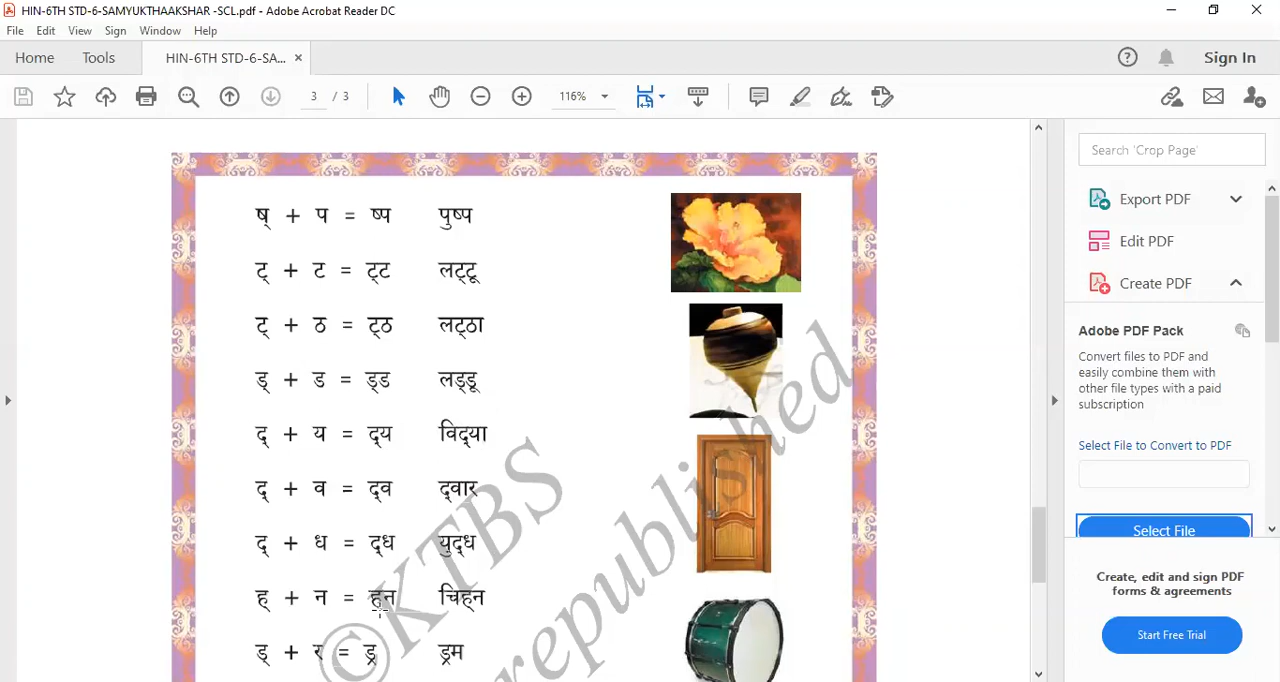 HIN-6TH STD-6-SAMYUKTHAAKSHAR -SCL.pdf - Adobe Acrobat Reader DC
File Edit View Sign Window Help
Home Tools HIN-6TH STD-6-SA... × Sign In
3 / 3 116%
Search 'Crop Page'
Export PDF
Edit PDF
Create PDF
Adobe PDF Pack
Convert files to PDF and
easily combine them with
other file types with a paid
subscription
Select File to Convert to PDF
Select File
Create, edit and sign PDF
forms & agreements
Start Free Trial
ष् + प = ष्प पुष्प
ट् + ट = ट्ट लट्टू
ट् + ठ = ट्ठ लट्ठा
ड् + ड = ड्ड लड्डू
द् + य = द्य विद्या
द् + व = द्व द्वार
द् + ध = द्ध युद्ध
ह् + न = ह्न चिह्न
ड् + र = ड्र ड्रम
©KTBS
republished